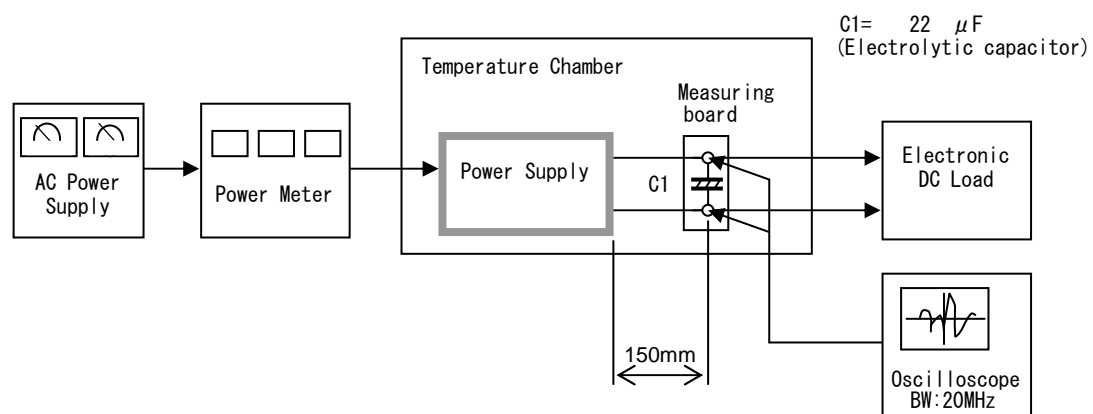 C1= 22 μF
(Electrolytic capacitor)
Temperature Chamber
Measuring
board
AC Power
Supply
Power Meter
Power Supply
C1
Electronic
DC Load
150mm
Oscilloscope
BW:20MHz